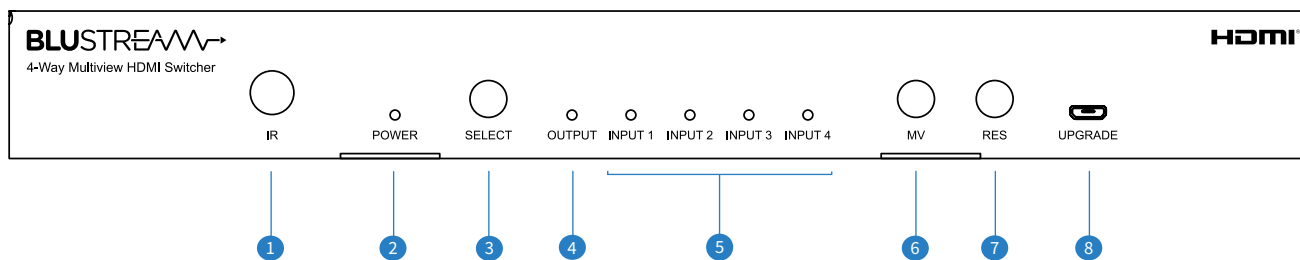 BLUSTREAM
HDMI
4-Way Multiview HDMI Switcher
IR
POWER
SELECT
OUTPUT
INPUT 1
INPUT 2
INPUT 3
INPUT 4
MV
RES
UPGRADE
1
2
3
4
5
6
7
8